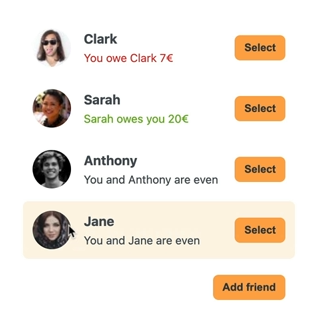 Clark
You owe Clark 7€
Select
Sarah
Sarah owes you 20€
Select
Anthony
You and Anthony are even
Select
Jane
You and Jane are even
Select
Add friend